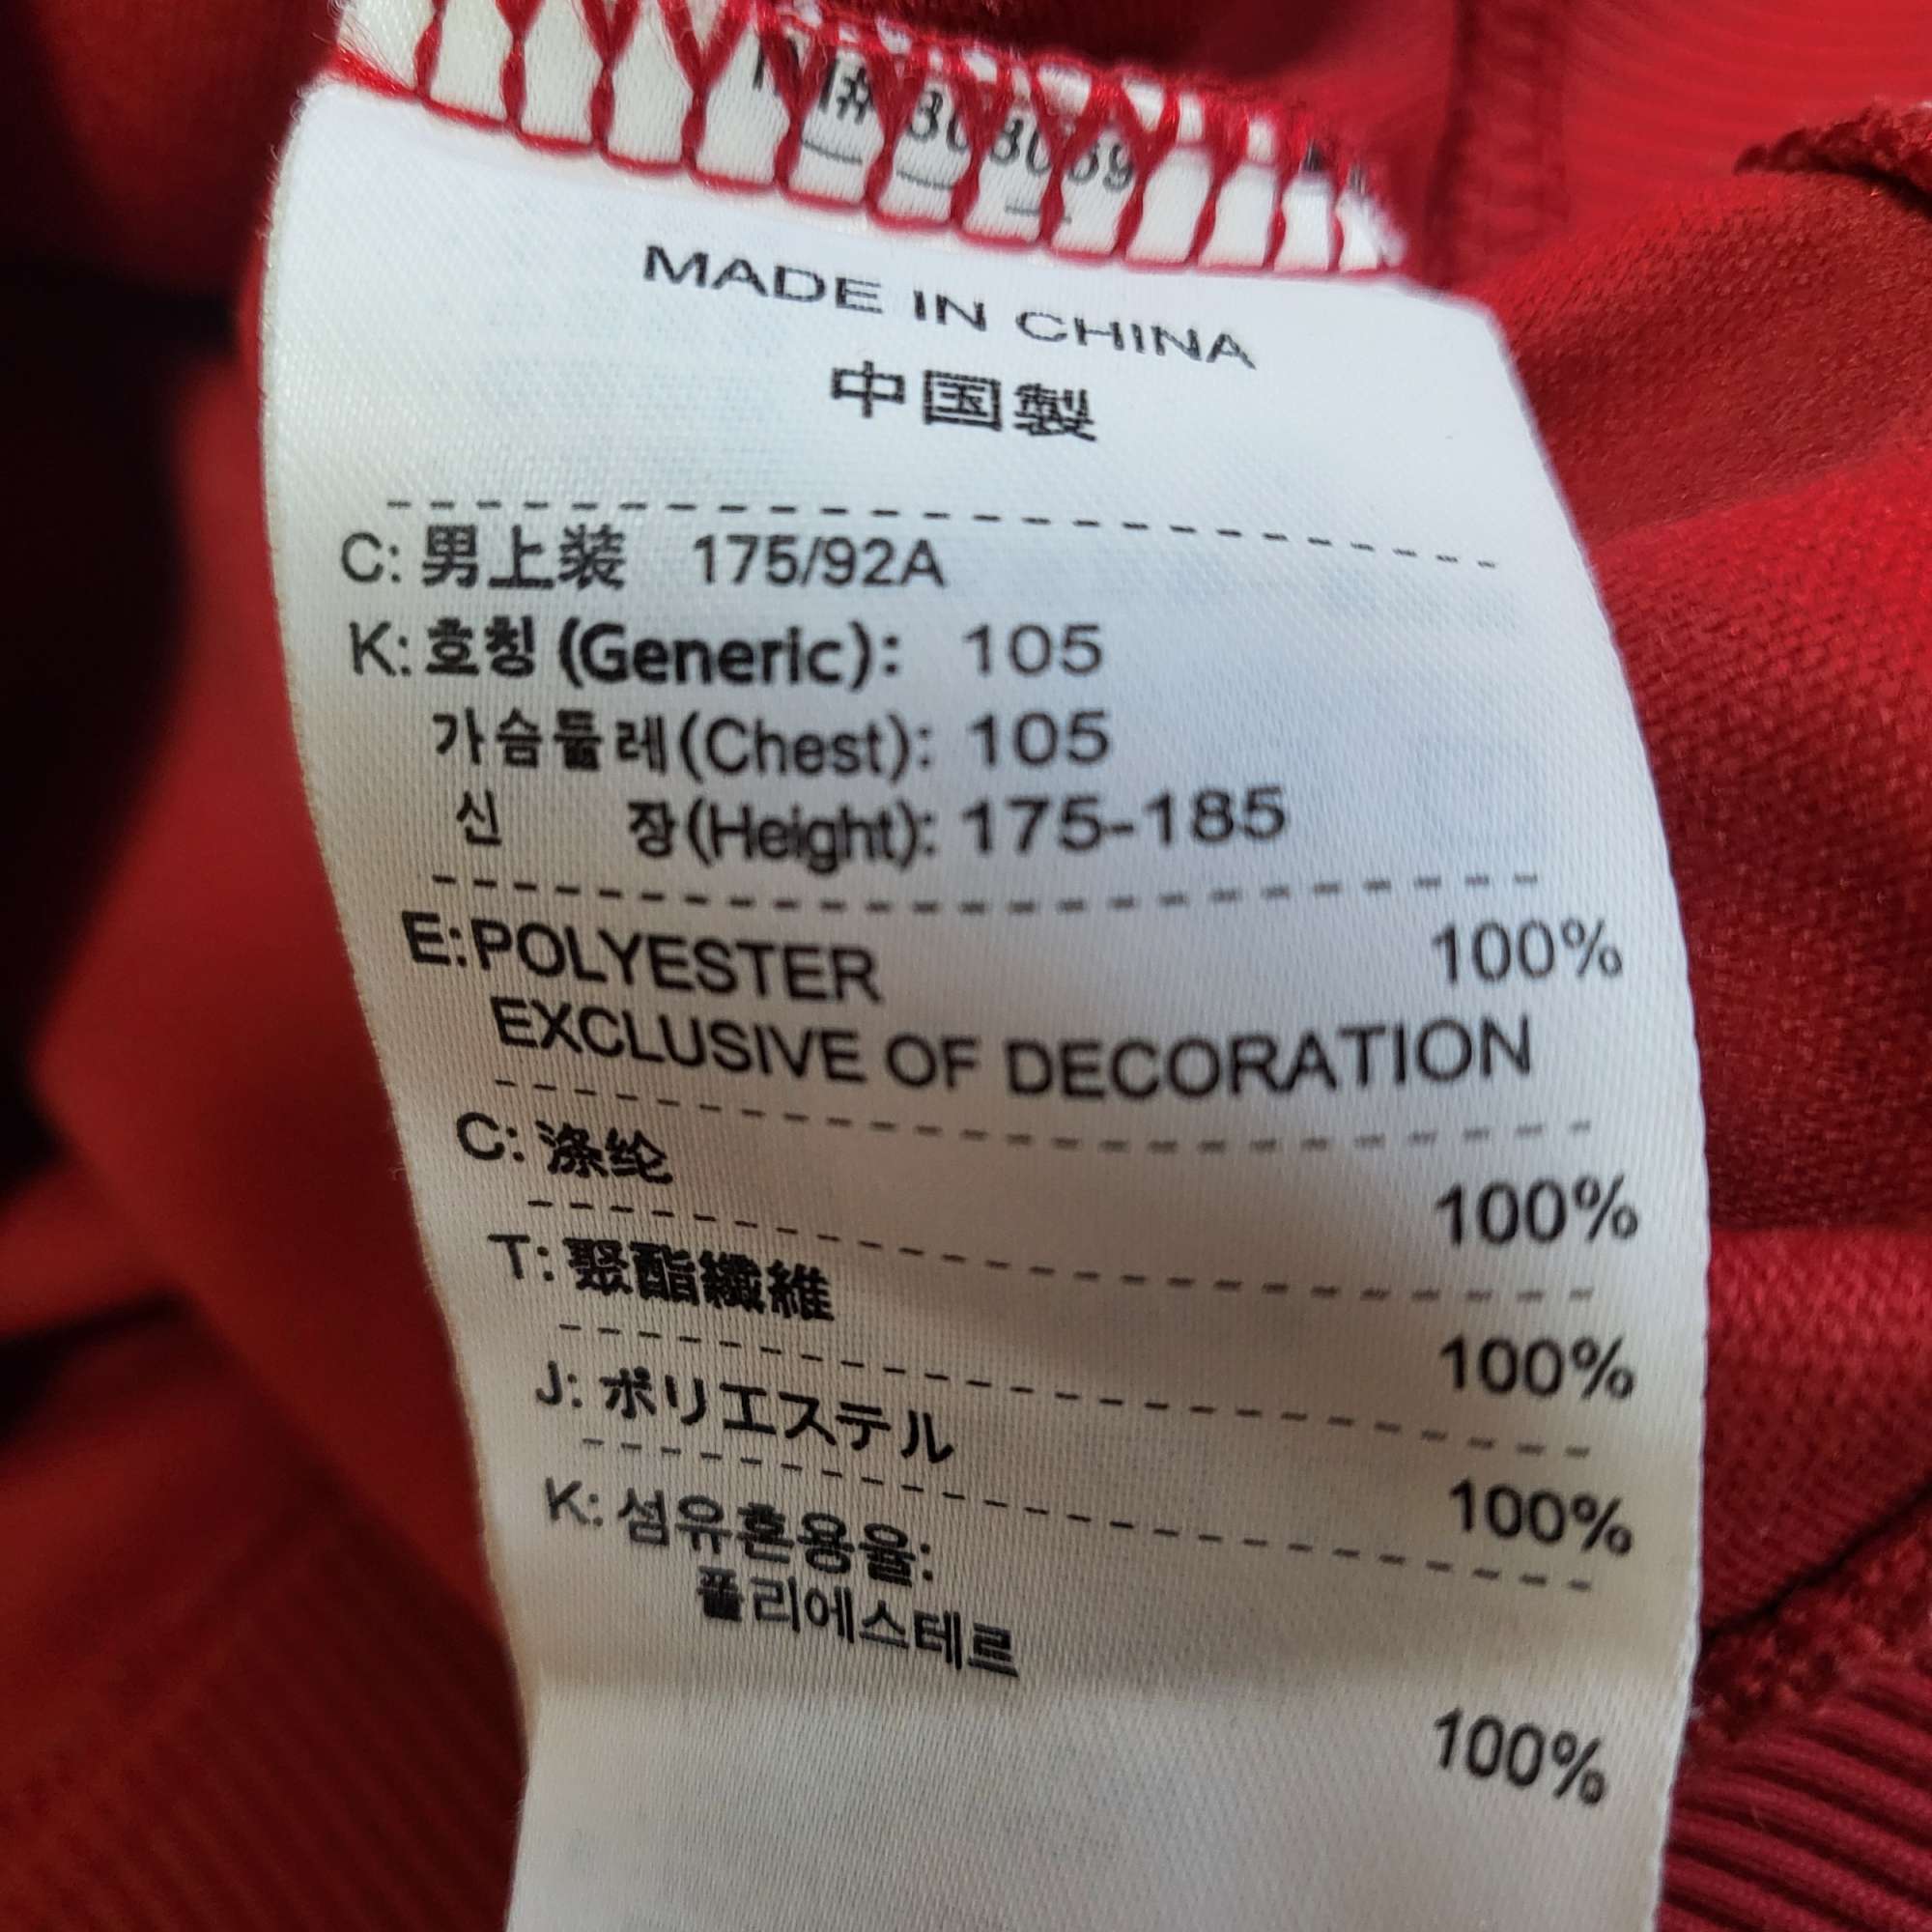 MADE IN CHINA
中国製
C: 男上装 175/92A
K: 호칭 (Generic): 105
가슴둘레(Chest): 105
신 장(Height): 175-185
E: POLYESTER 100%
EXCLUSIVE OF DECORATION
C: 涤纶 100%
T: 聚酯纖維 100%
J: ポリエステル 100%
K: 섬유혼용율:
폴리에스테르 100%